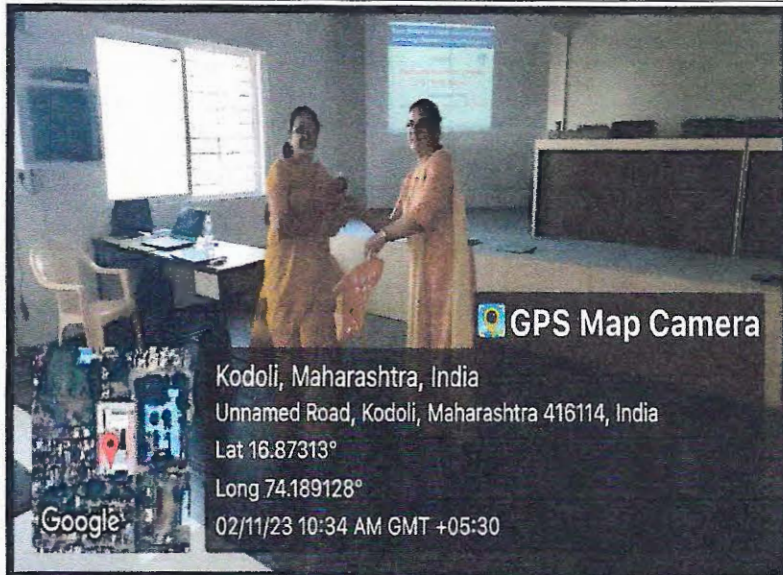 GPS Map Camera
Kodoli, Maharashtra, India
Unnamed Road, Kodoli, Maharashtra 416114, India
Lat 16.87313°
Long 74.189128°
02/11/23 10:34 AM GMT +05:30
Google